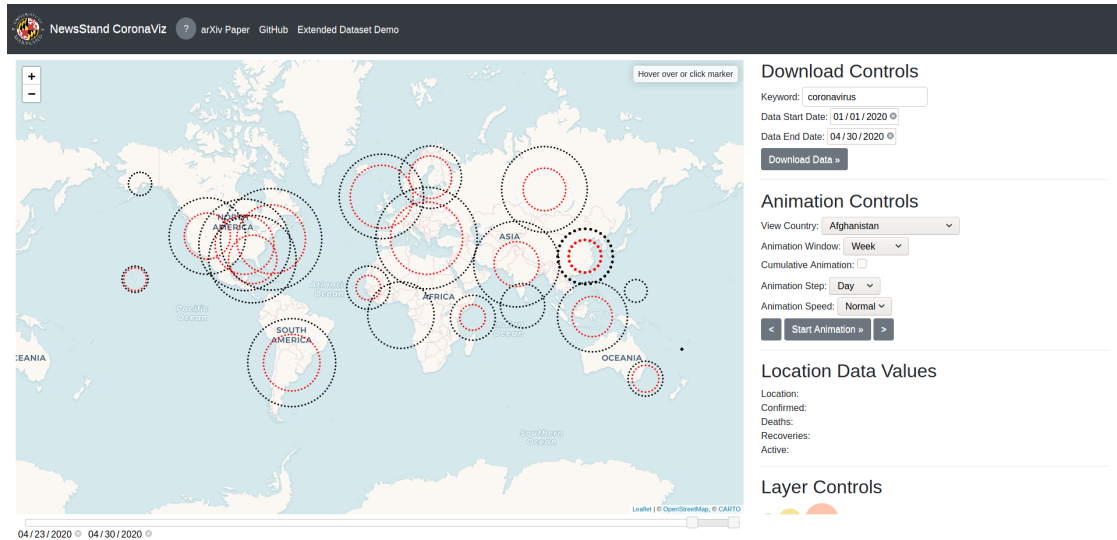 NewsStand CoronaViz ? arXiv Paper GitHub Extended Dataset Demo
+
−
Hover over or click marker
NORTH
AMERICA
ASIA
Atlantic
Ocean
AFRICA
Pacific
Ocean
SOUTH
AMERICA
Ocean
EANIA
OCEANIA
Southern
Ocean
Leaflet | © OpenStreetMap, © CARTO
04/23/2020 04/30/2020
Download Controls
Keyword: coronavirus
Data Start Date: 01/01/2020
Data End Date: 04/30/2020
Download Data »
Animation Controls
View Country: Afghanistan
Animation Window: Week
Cumulative Animation:
Animation Step: Day
Animation Speed: Normal
< Start Animation » >
Location Data Values
Location:
Confirmed:
Deaths:
Recoveries:
Active:
Layer Controls